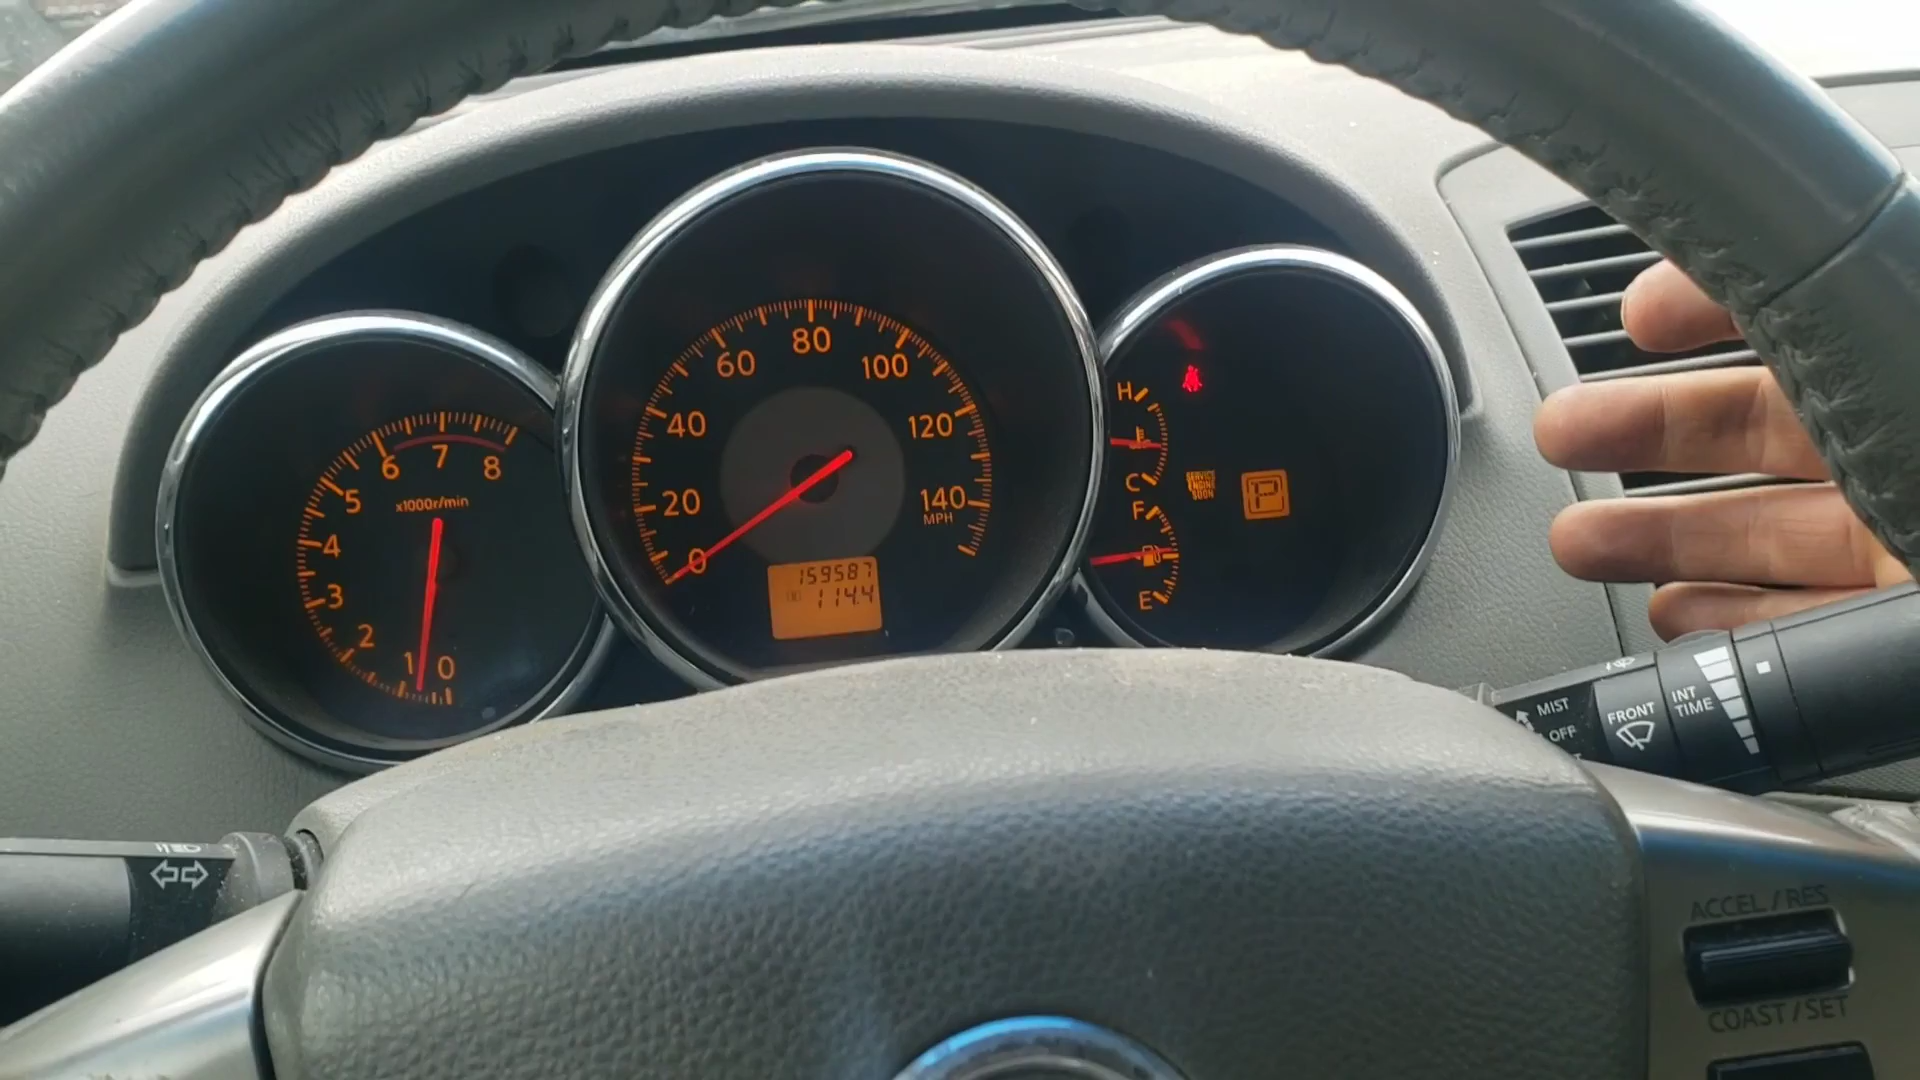 6 7 8
5
x1000r/min
4
3
2
1 0
80
60 100
40 120
20 140
MPH
0
159587
114.4
H
C
F
E
SERVICE
ENGINE
SOON
P
MIST
OFF
FRONT
INT
TIME
ACCEL / RES
COAST / SET